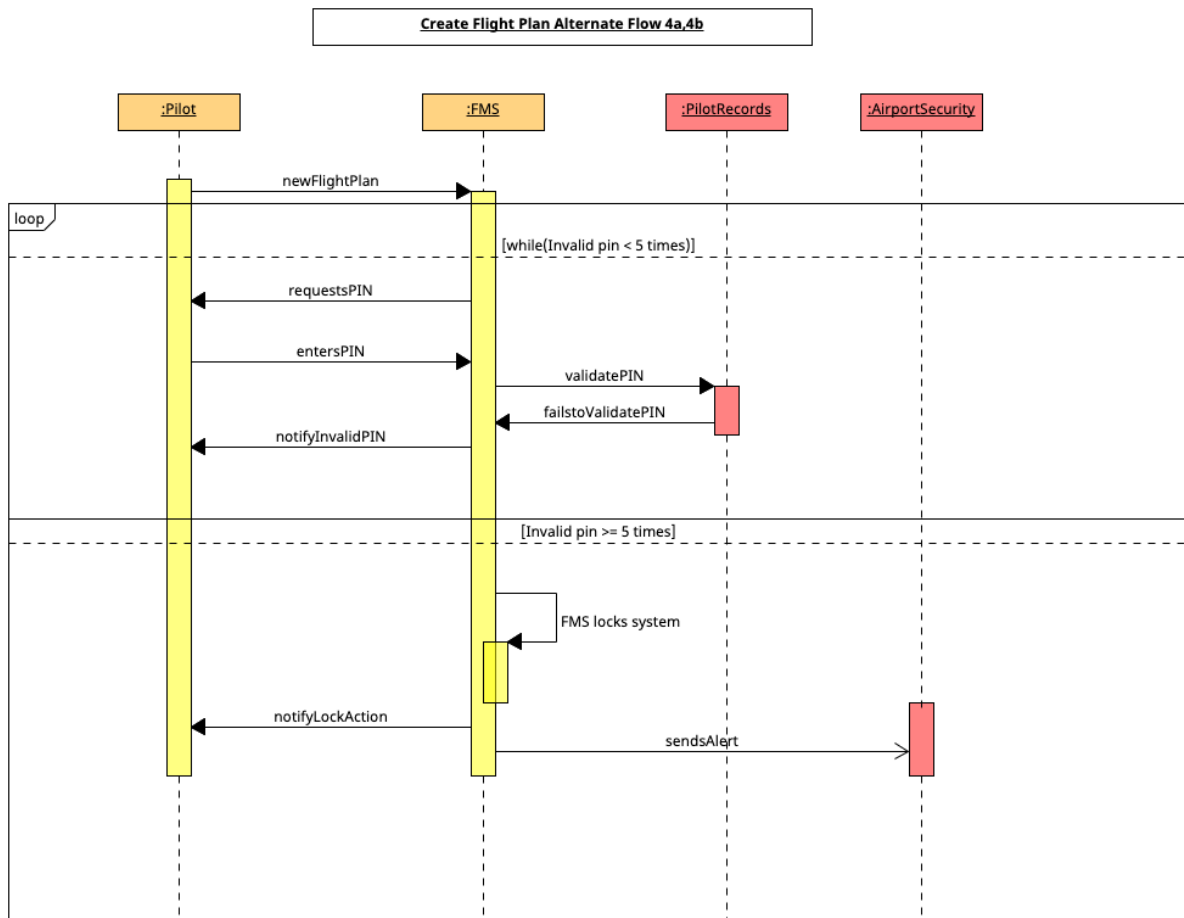 Create Flight Plan Alternate Flow 4a,4b
:Pilot
:FMS
:PilotRecords
:AirportSecurity
newFlightPlan
loop
[while(Invalid pin < 5 times)]
requestsPIN
entersPIN
validatePIN
failstoValidatePIN
notifyInvalidPIN
[Invalid pin >= 5 times]
FMS locks system
notifyLockAction
sendsAlert